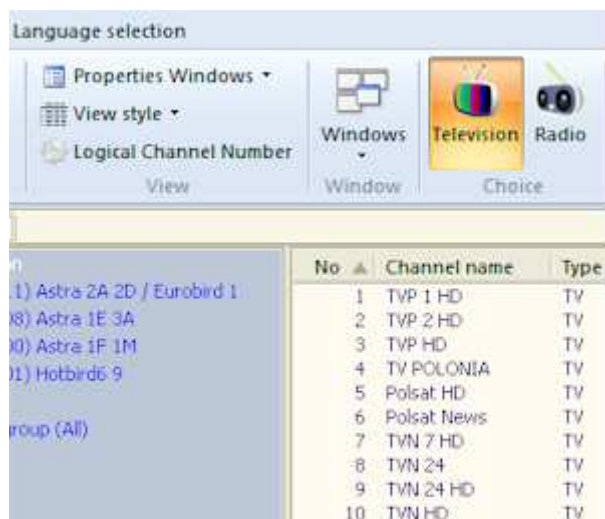 Language selection
Properties Windows
View style
Logical Channel Number
View
Windows
Window
Television
Radio
Choice
1) Astra 2A 2D / Eurobird 1
8) Astra 1E 3A
0) Astra 1F 1M
1) Hotbird6 9
roup (All)
No Channel name Type
1 TVP 1 HD TV
2 TVP 2 HD TV
3 TVP HD TV
4 TV POLONIA TV
5 Polsat HD TV
6 Polsat News TV
7 TVN 7 HD TV
8 TVN 24 TV
9 TVN 24 HD TV
10 TVN HD TV